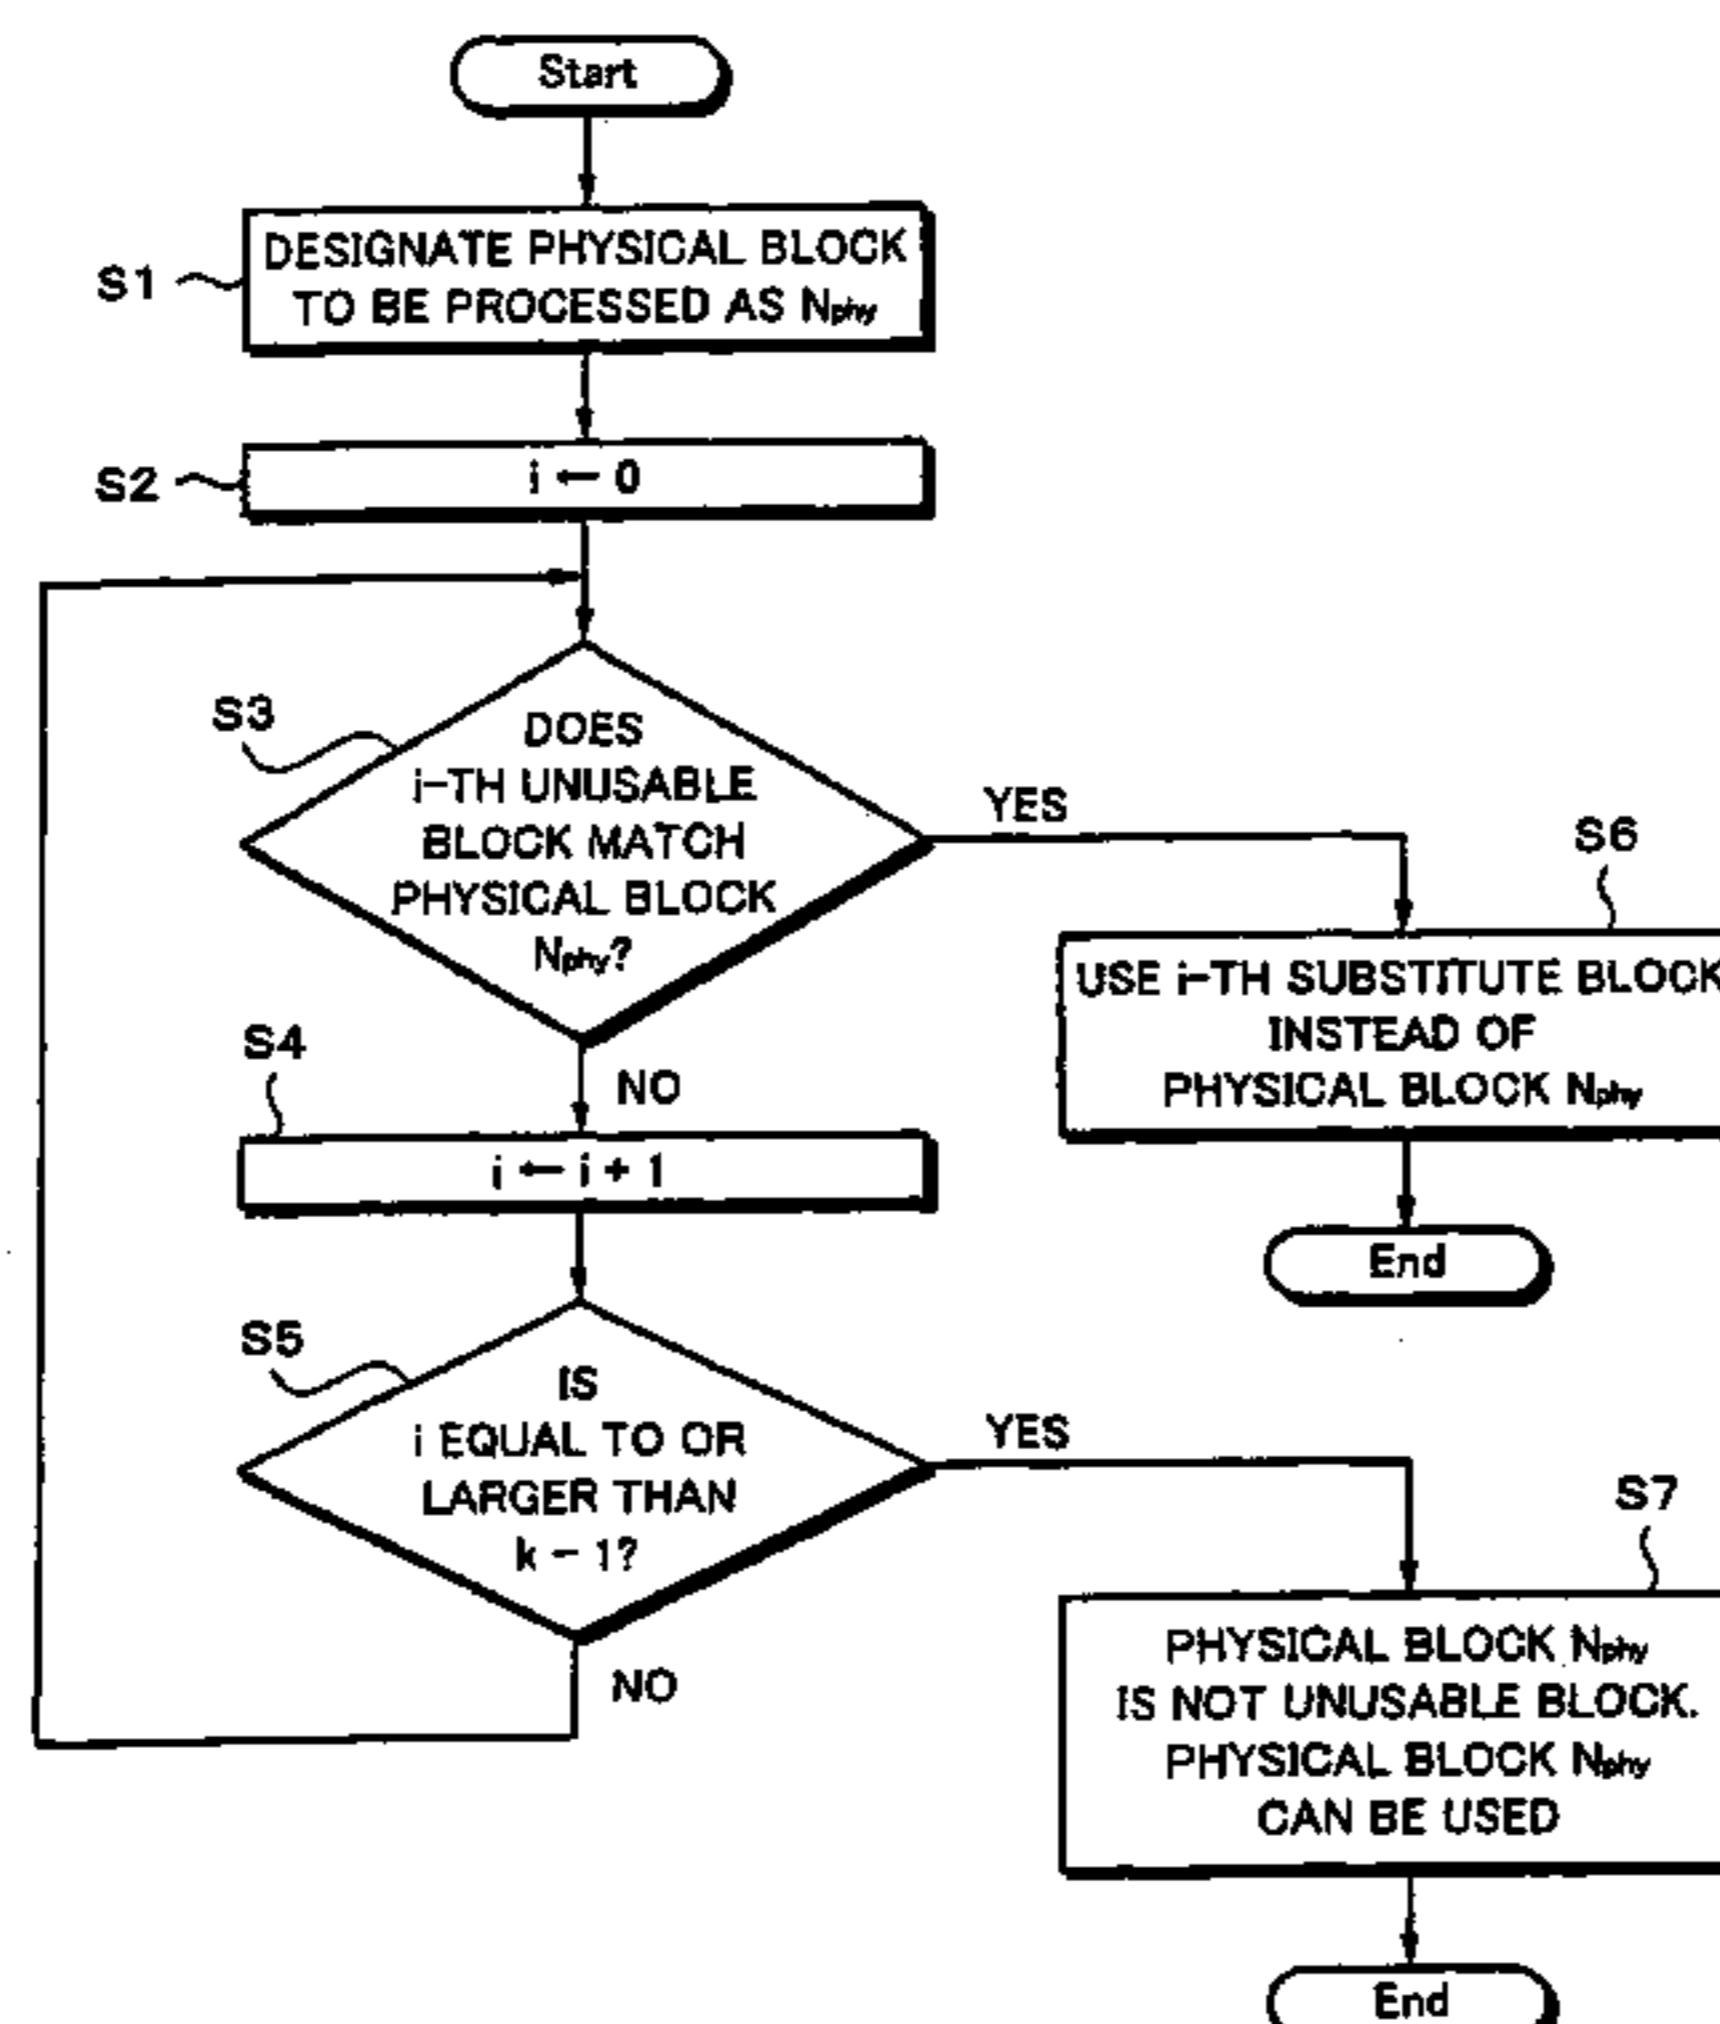 Start
S1
DESIGNATE PHYSICAL BLOCK
TO BE PROCESSED AS Nphy
S2
i ← 0
S3
DOES
i-TH UNUSABLE
BLOCK MATCH
PHYSICAL BLOCK
Nphy?
YES
S6
USE i-TH SUBSTITUTE BLOCK
INSTEAD OF
PHYSICAL BLOCK Nphy
End
NO
S4
i ← i + 1
S5
IS
i EQUAL TO OR
LARGER THAN
k - 1?
YES
S7
PHYSICAL BLOCK Nphy
IS NOT UNUSABLE BLOCK.
PHYSICAL BLOCK Nphy
CAN BE USED
End
NO